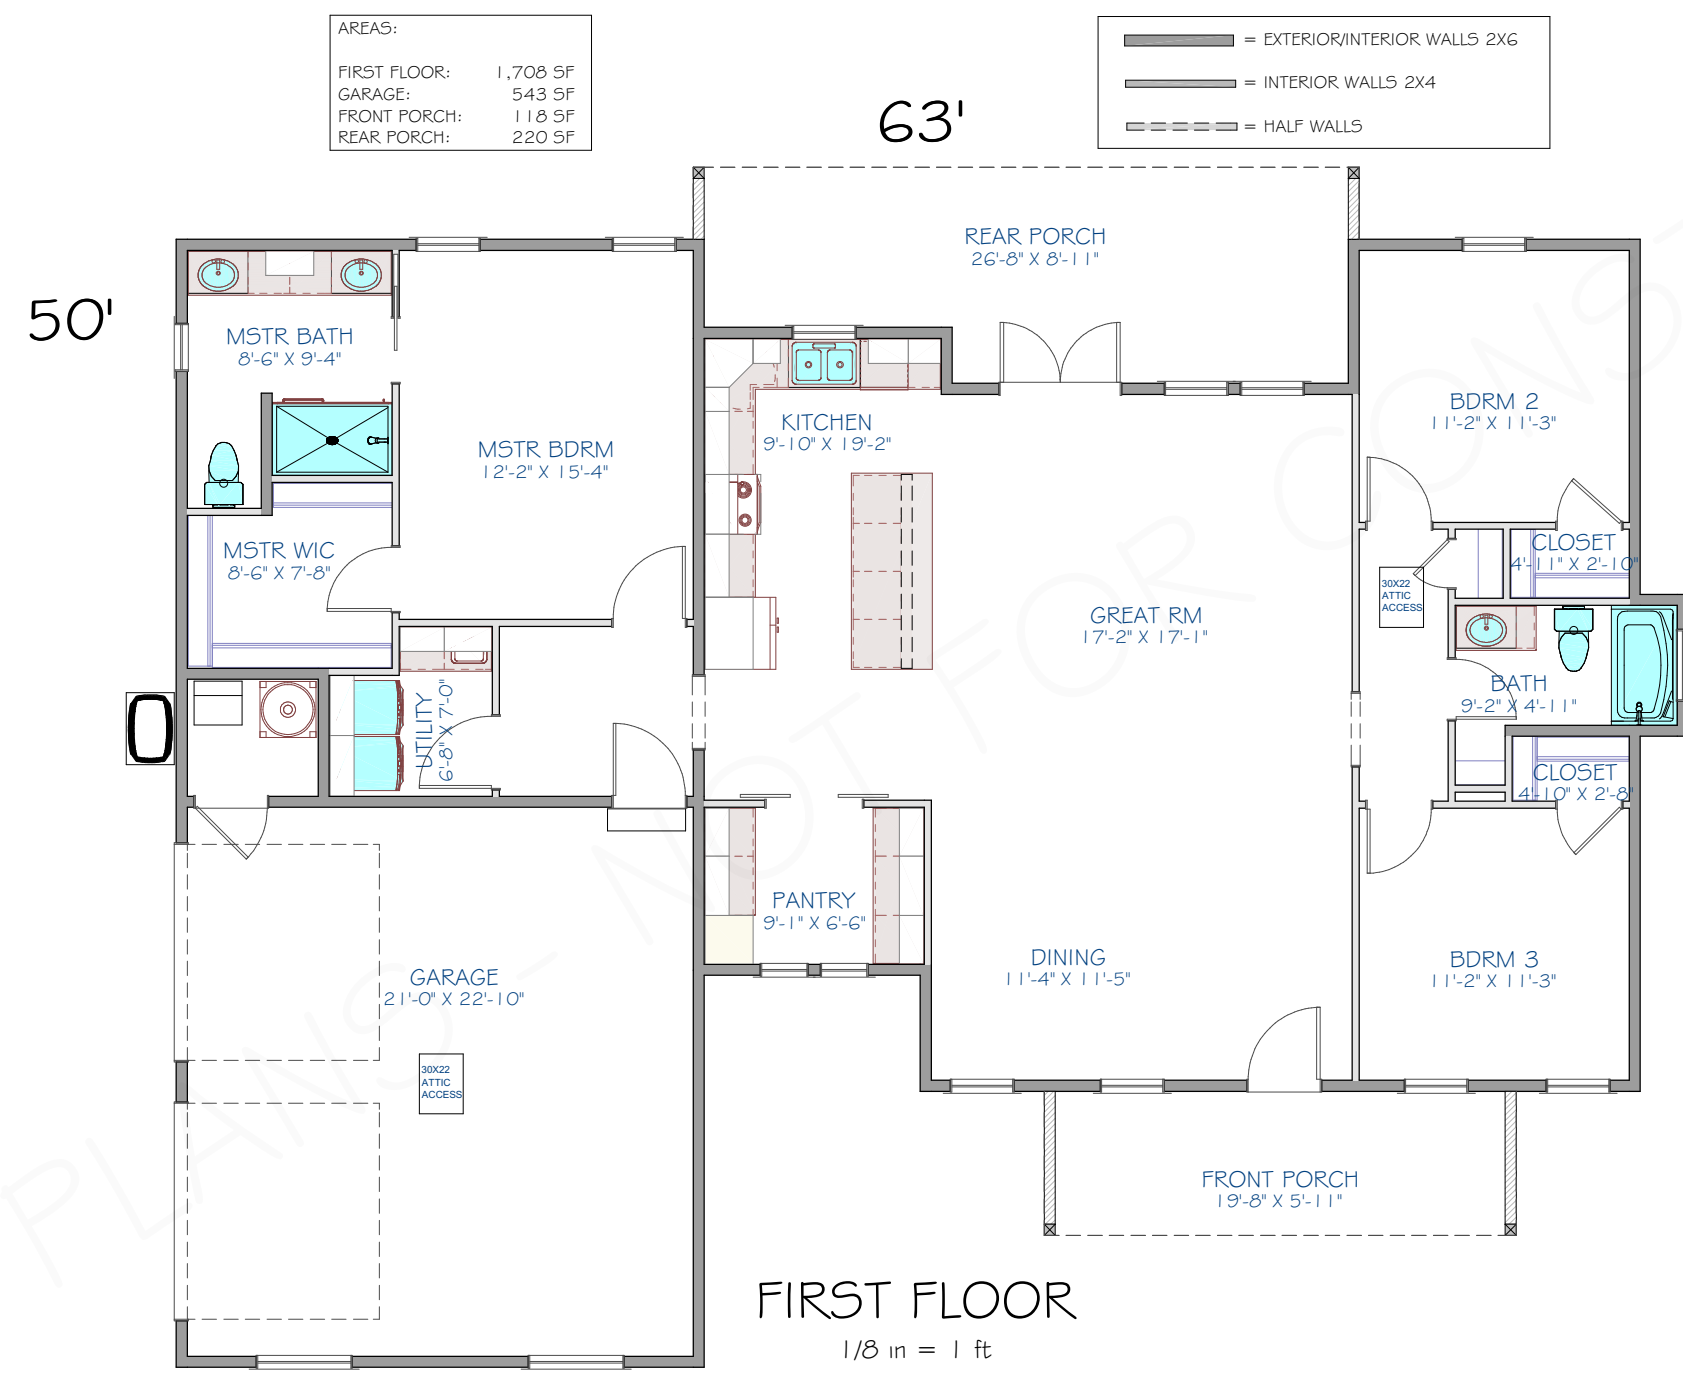 AREAS:
FIRST FLOOR: 1,708 SF
GARAGE: 543 SF
FRONT PORCH: 118 SF
REAR PORCH: 220 SF
63'
= EXTERIOR/INTERIOR WALLS 2X6
= INTERIOR WALLS 2X4
= HALF WALLS
50'
REAR PORCH
26'-8" X 8'-11"
MSTR BATH
8'-6" X 9'-4"
MSTR BDRM
12'-2" X 15'-4"
KITCHEN
9'-10" X 19'-2"
BDRM 2
11'-2" X 11'-3"
MSTR WIC
8'-6" X 7'-8"
CLOSET
4'-11" X 2'-10"
30X22
ATTIC
ACCESS
GREAT RM
17'-2" X 17'-1"
UTILITY
6'-8" X 7'-0"
BATH
9'-2" X 4'-11"
CLOSET
4'-10" X 2'-8"
PANTRY
9'-1" X 6'-6"
GARAGE
21'-0" X 22'-10"
DINING
11'-4" X 11'-5"
BDRM 3
11'-2" X 11'-3"
30X22
ATTIC
ACCESS
FRONT PORCH
19'-8" X 5'-11"
FIRST FLOOR
1/8 in = 1 ft
PLANS - NOT FOR CONS